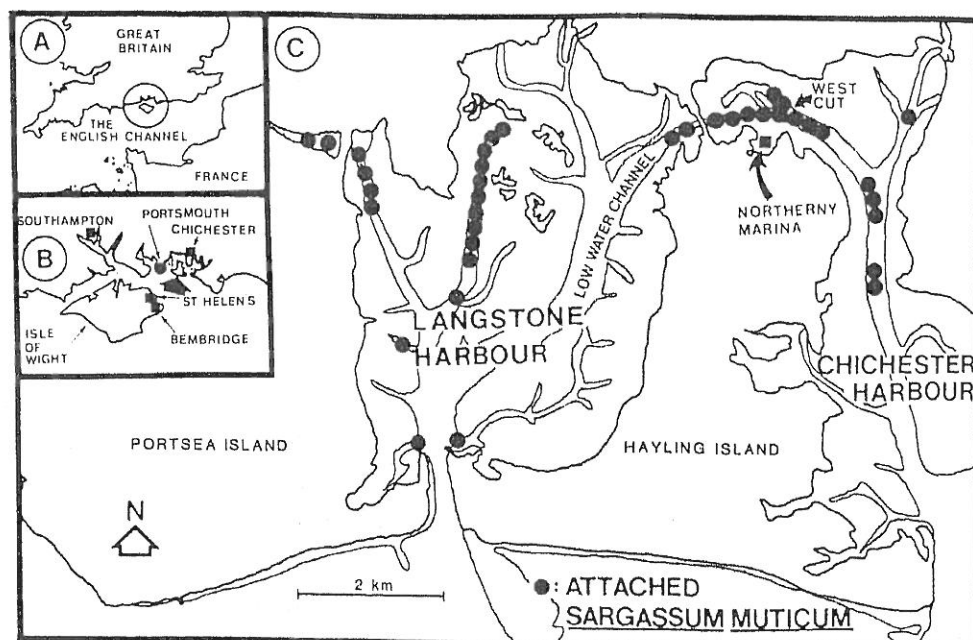 A
GREAT
BRITAIN
THE
ENGLISH CHANNEL
FRANCE
B
SOUTHAMPTON
PORTSMOUTH
CHICHESTER
ST HELENS
BEMBRIDGE
ISLE
OF
WIGHT
C
WEST
CUT
NORTHERNY
MARINA
LOW WATER CHANNEL
LANGSTONE
HARBOUR
CHICHESTER
HARBOUR
PORTSEA ISLAND
HAYLING ISLAND
N
2 km
: ATTACHED
SARGASSUM MUTICUM